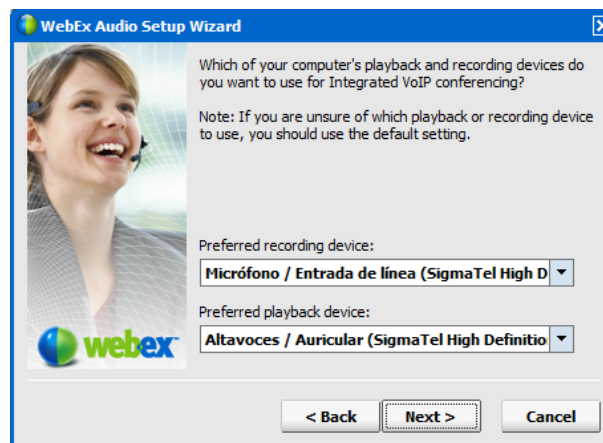 WebEx Audio Setup Wizard
Which of your computer's playback and recording devices do
you want to use for Integrated VoIP conferencing?
Note: If you are unsure of which playback or recording device
to use, you should use the default setting.
Preferred recording device:
Micrófono / Entrada de línea (SigmaTel High D
Preferred playback device:
Altavoces / Auricular (SigmaTel High Definitio
webex
< Back Next > Cancel